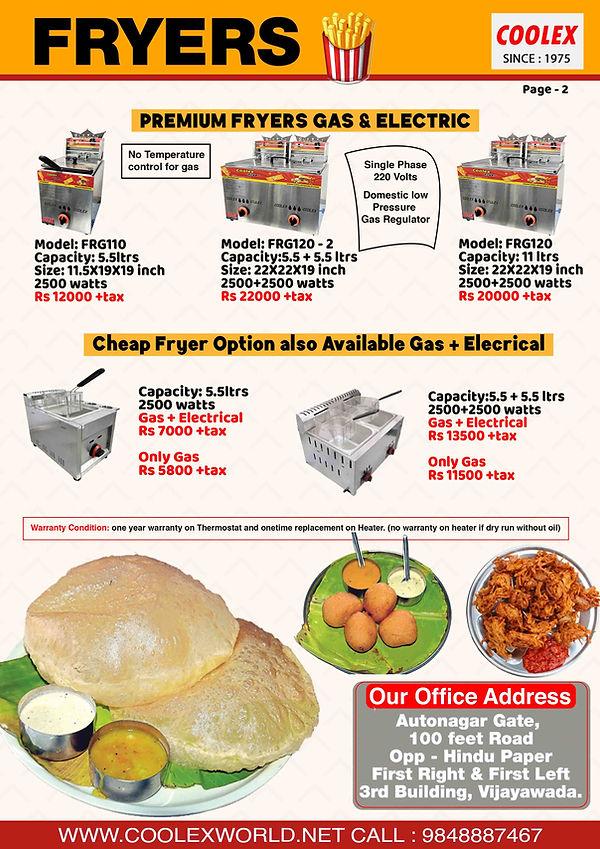 FRYERS
COOLEX
SINCE : 1975
Page - 2
PREMIUM FRYERS GAS & ELECTRIC
No Temperature
control for gas
Single Phase
220 Volts
Domestic low
Pressure
Gas Regulator
Model: FRG110
Capacity: 5.5ltrs
Size: 11.5X19X19 inch
2500 watts
Rs 12000 +tax
Model: FRG120 - 2
Capacity:5.5 + 5.5 ltrs
Size: 22X22X19 inch
2500+2500 watts
Rs 22000 +tax
Model: FRG120
Capacity: 11 ltrs
Size: 22X22X19 inch
2500+2500 watts
Rs 20000 +tax
Cheap Fryer Option also Available Gas + Elecrical
Capacity: 5.5ltrs
2500 watts
Gas + Electrical
Rs 7000 +tax
Only Gas
Rs 5800 +tax
Capacity:5.5 + 5.5 ltrs
2500+2500 watts
Gas + Electrical
Rs 13500 +tax
Only Gas
Rs 11500 +tax
Warranty Condition: one year warranty on Thermostat and onetime replacement on Heater. (no warranty on heater if dry run without oil)
Our Office Address
Autonagar Gate,
100 feet Road
Opp - Hindu Paper
First Right & First Left
3rd Building, Vijayawada.
WWW.COOLEXWORLD.NET CALL : 9848887467